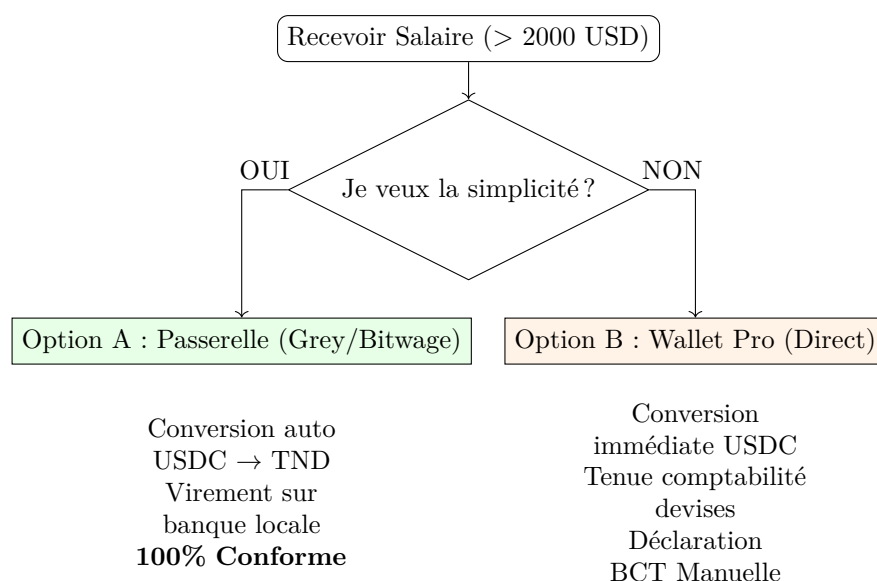 Recevoir Salaire (> 2000 USD)
Je veux la simplicité ?
OUI
NON
Option A : Passerelle (Grey/Bitwage)
Option B : Wallet Pro (Direct)
Conversion auto
USDC → TND
Virement sur
banque locale
100% Conforme
Conversion
immédiate USDC
Tenue comptabilité
devises
Déclaration
BCT Manuelle